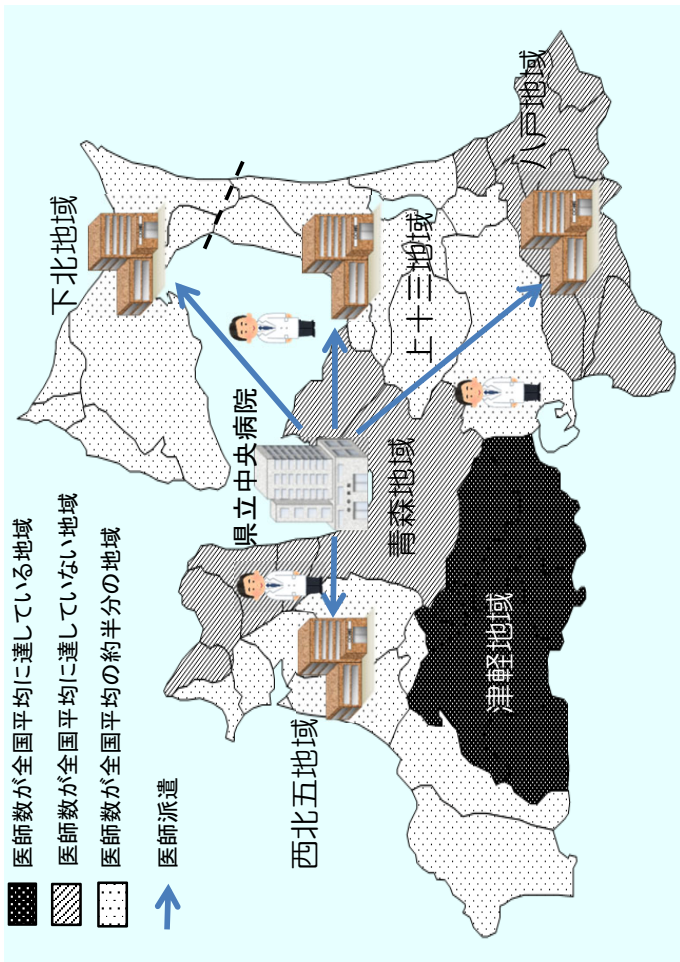 医師数が全国平均に達している地域
医師数が全国平均に達していない地域
医師数が全国平均の約半分の地域
医師派遣
下北地域
県立中央病院
青森地域
上十三地域
八戸地域
西北五地域
津軽地域